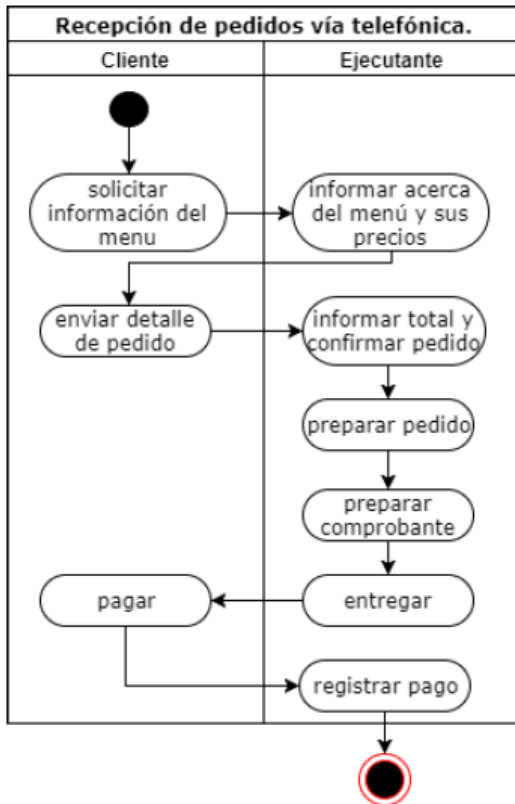 Recepción de pedidos vía telefónica.
Cliente
Ejecutante
solicitar
información del
menu
informar acerca
del menú y sus
precios
enviar detalle
de pedido
informar total y
confirmar pedido
preparar pedido
preparar
comprobante
entregar
pagar
registrar pago